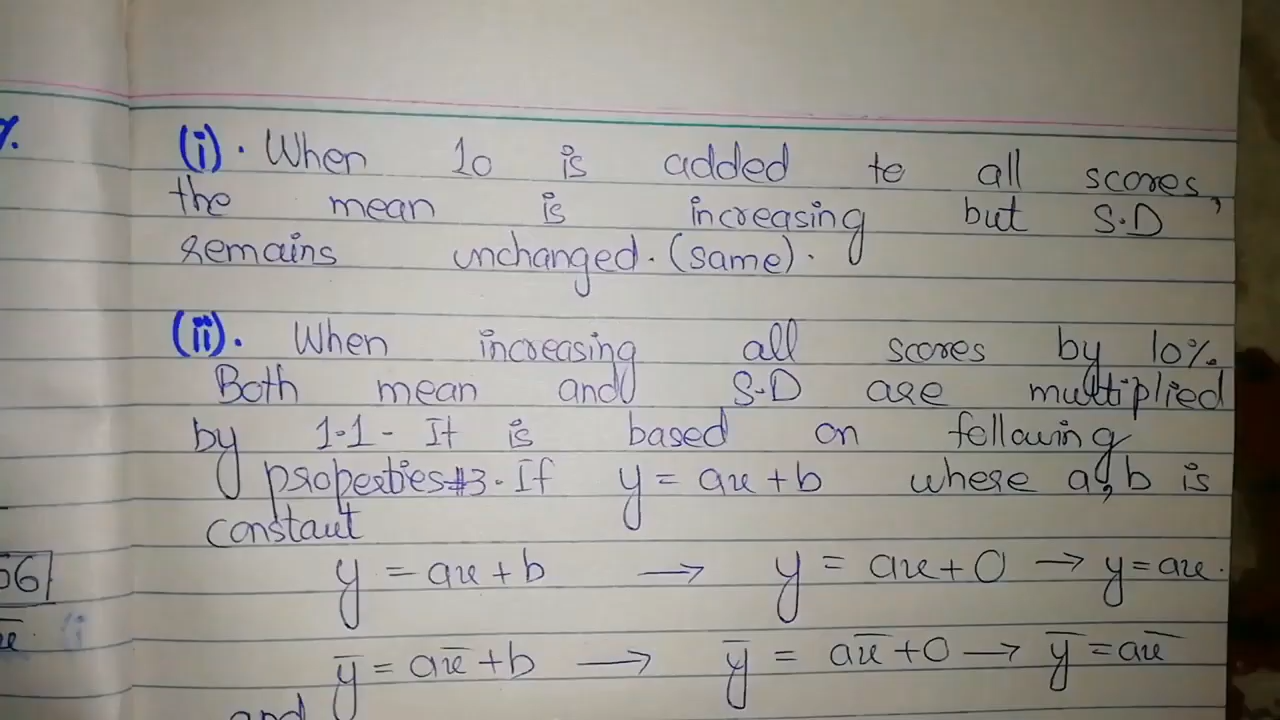 (i). When 10 is added to all scores,
the mean is increasing but S.D
remains unchanged. (same).
(ii). When increasing all scores by 10%.
Both mean and S.D are multiplied
by 1.1- It is based on following
properties#3. If y = ax + b where a,b is
constant
y = ax + b → y = ax + 0 → y = ax.
y̅ = ax̅ + b → y̅ = ax̅ + 0 → y̅ = ax̅
and
56
x̅.